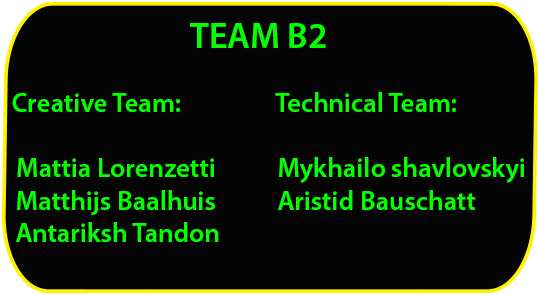 TEAM B2
Creative Team:
Mattia Lorenzetti
Matthijs Baalhuis
Antariksh Tandon
Technical Team:
Mykhailo shavlovskyi
Aristid Bauschatt